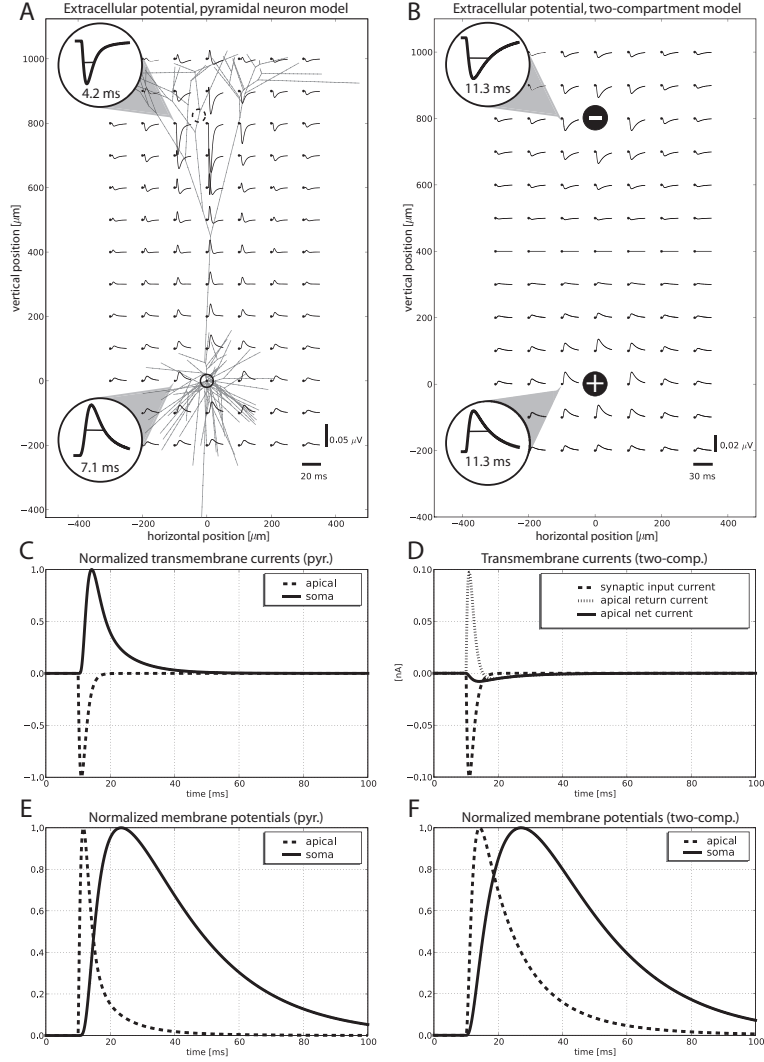 A Extracellular potential, pyramidal neuron model
B Extracellular potential, two-compartment model
1000
800
600
400
200
0
−200
−400
vertical position [μm]
4.2 ms
7.1 ms
0.05 μV
20 ms
−400 −200 0 200 400
horizontal position [μm]
1000
800
600
400
200
0
−200
−400
vertical position [μm]
11.3 ms
11.3 ms
0,02 μV
30 ms
−400 −200 0 200 400
horizontal position [μm]
C Normalized transmembrane currents (pyr.)
1.0
0.5
0.0
−0.5
−1.0
apical
soma
0 20 40 60 80 100
time [ms]
D Transmembrane currents (two-comp.)
0.10
0.05
0.00
−0.05
−0.10
[nA]
synaptic input current
apical return current
apical net current
0 20 40 60 80 100
time [ms]
E Normalized membrane potentials (pyr.)
1,0
0,8
0,6
0,4
0,2
0,0
apical
soma
0 20 40 60 80 100
time [ms]
F Normalized membrane potentials (two-comp.)
1,0
0,8
0,6
0,4
0,2
0,0
apical
soma
0 20 40 60 80 100
time [ms]